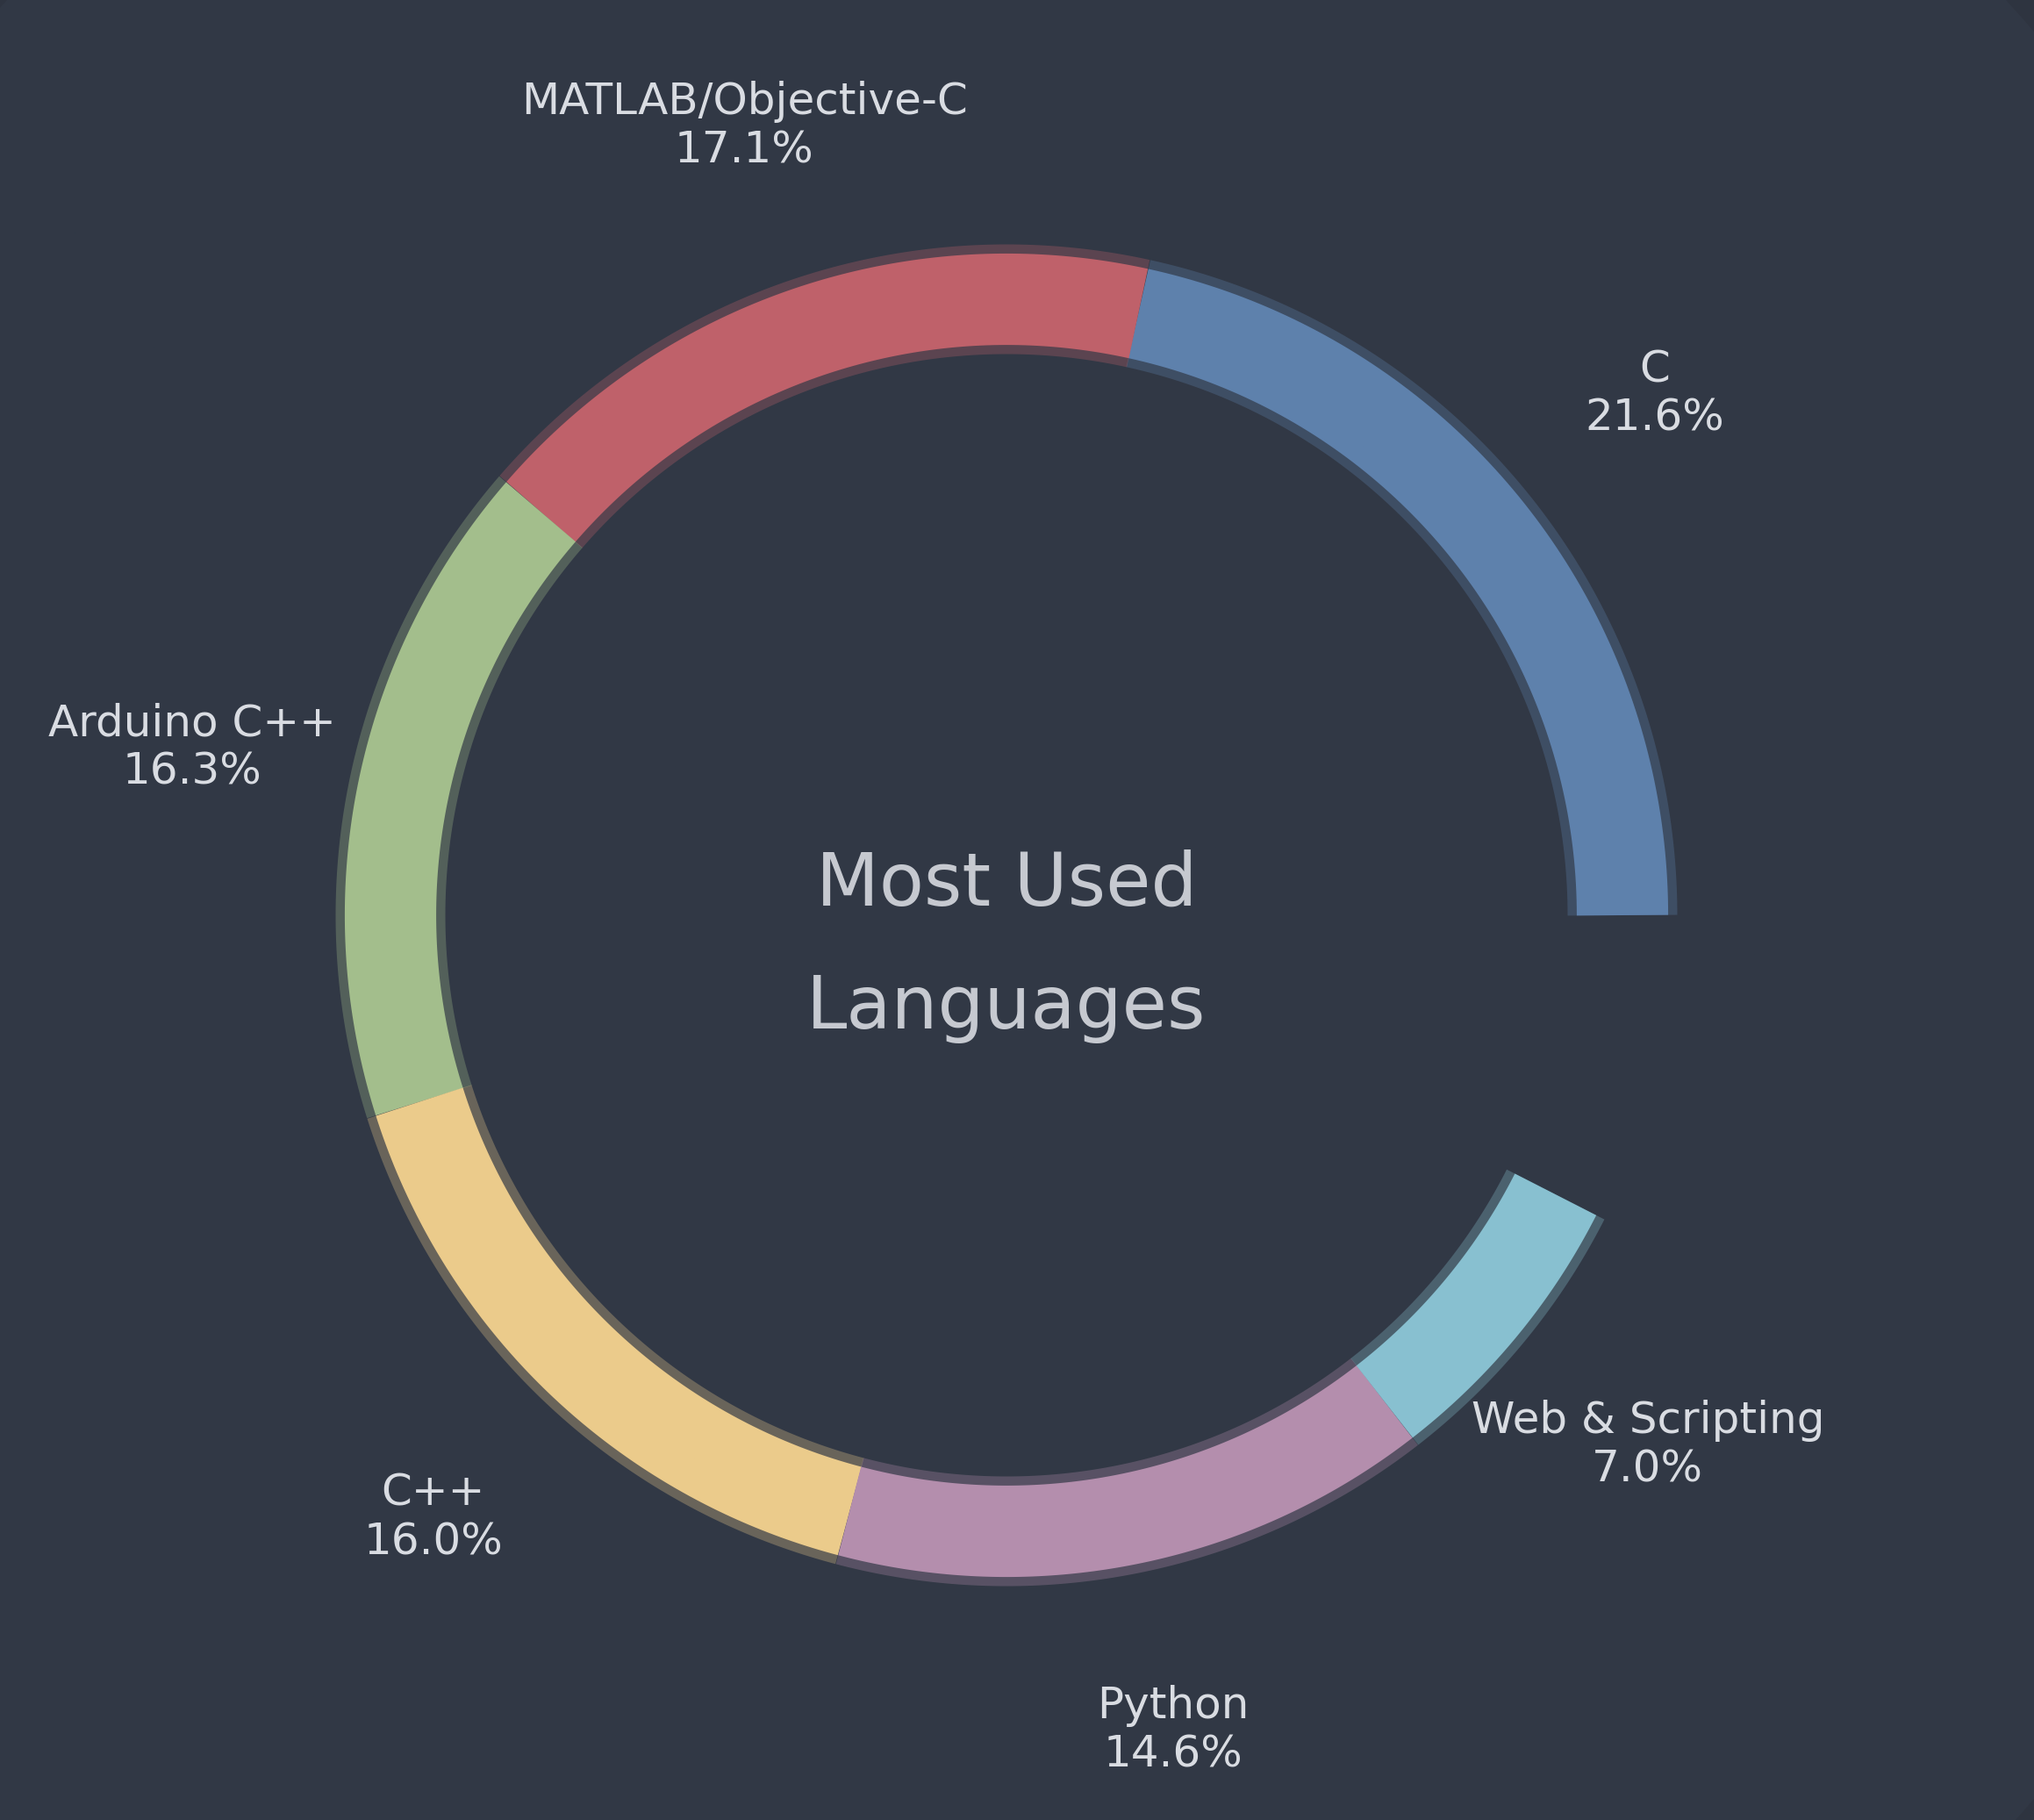 MATLAB/Objective-C
17.1%
C
21.6%
Arduino C++
16.3%
Most Used
Languages
Web & Scripting
7.0%
C++
16.0%
Python
14.6%